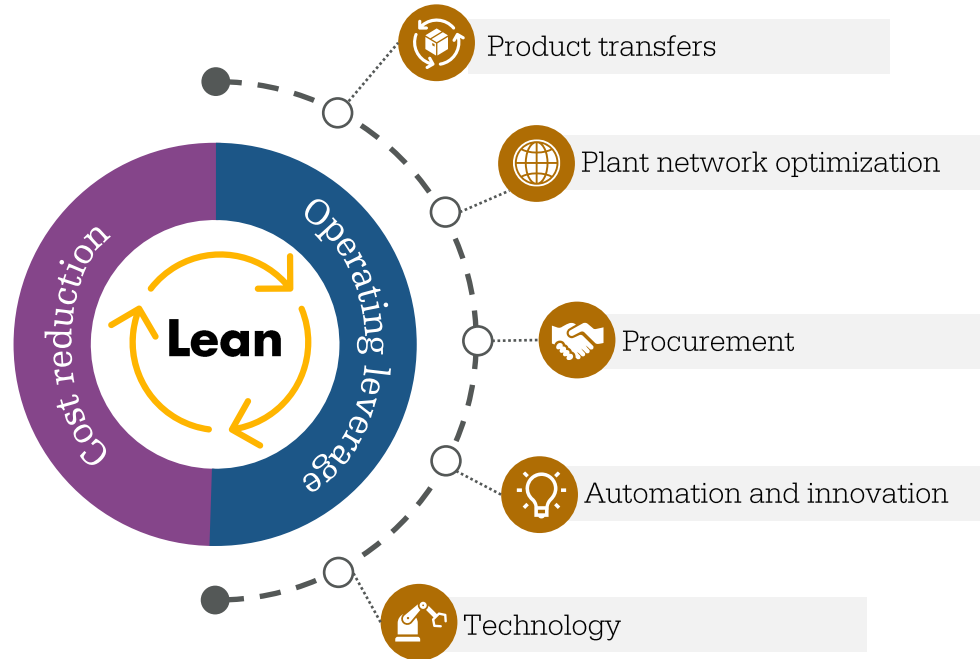 Product transfers
Plant network optimization
Cost reduction
Operating leverage
Lean
Procurement
Automation and innovation
Technology